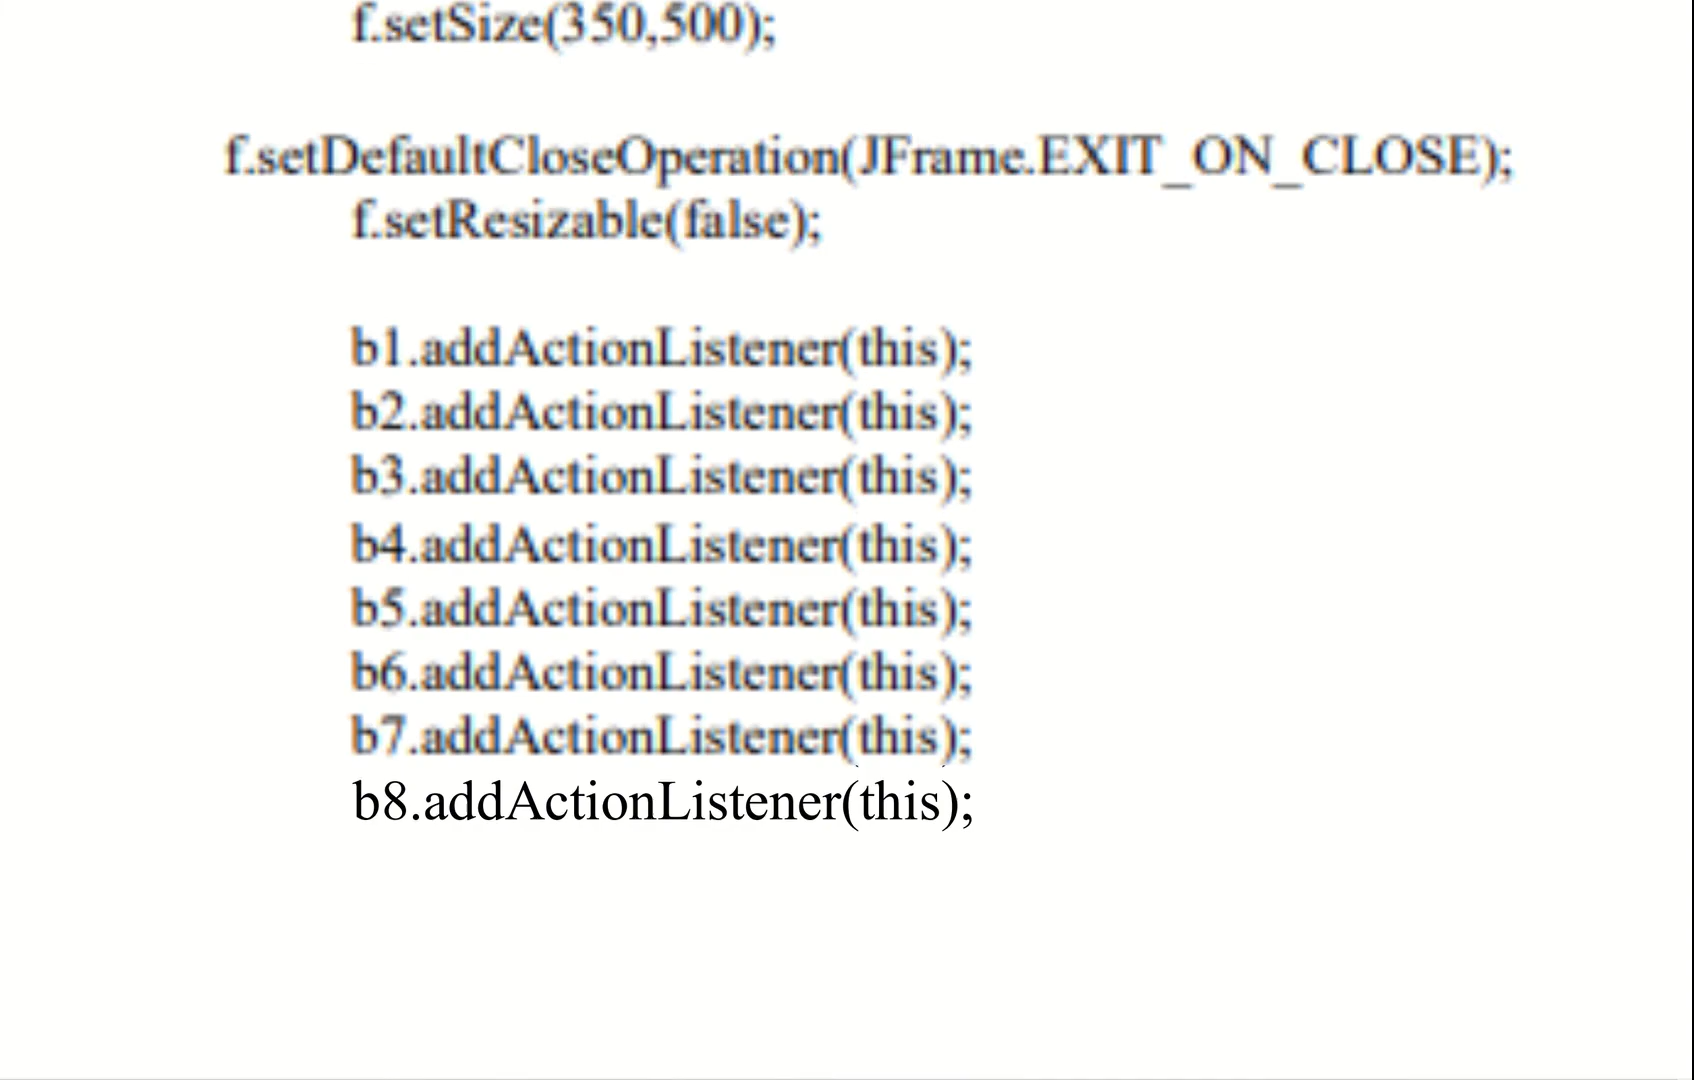 f.setSize(350,500);
f.setDefaultCloseOperation(JFrame.EXIT_ON_CLOSE);
f.setResizable(false);
b1.addActionListener(this);
b2.addActionListener(this);
b3.addActionListener(this);
b4.addActionListener(this);
b5.addActionListener(this);
b6.addActionListener(this);
b7.addActionListener(this);
b8.addActionListener(this);